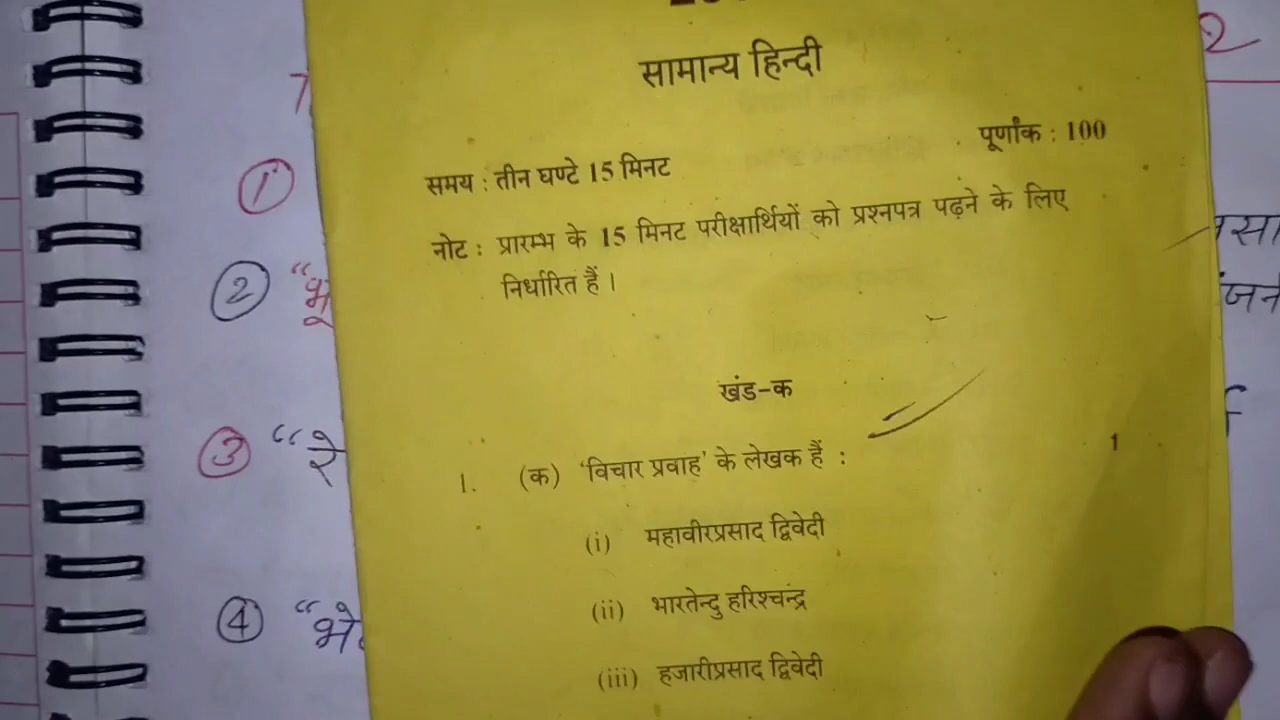 सामान्य हिन्दी
पूर्णांक : 100
समय : तीन घण्टे 15 मिनट
नोट : प्रारम्भ के 15 मिनट परीक्षार्थियों को प्रश्नपत्र पढ़ने के लिए
निर्धारित हैं ।
खंड-क
1. (क) 'विचार प्रवाह' के लेखक हैं : 1
(i) महावीरप्रसाद द्विवेदी
(ii) भारतेन्दु हरिश्चन्द्र
(iii) हजारीप्रसाद द्विवेदी
1
2
3
4